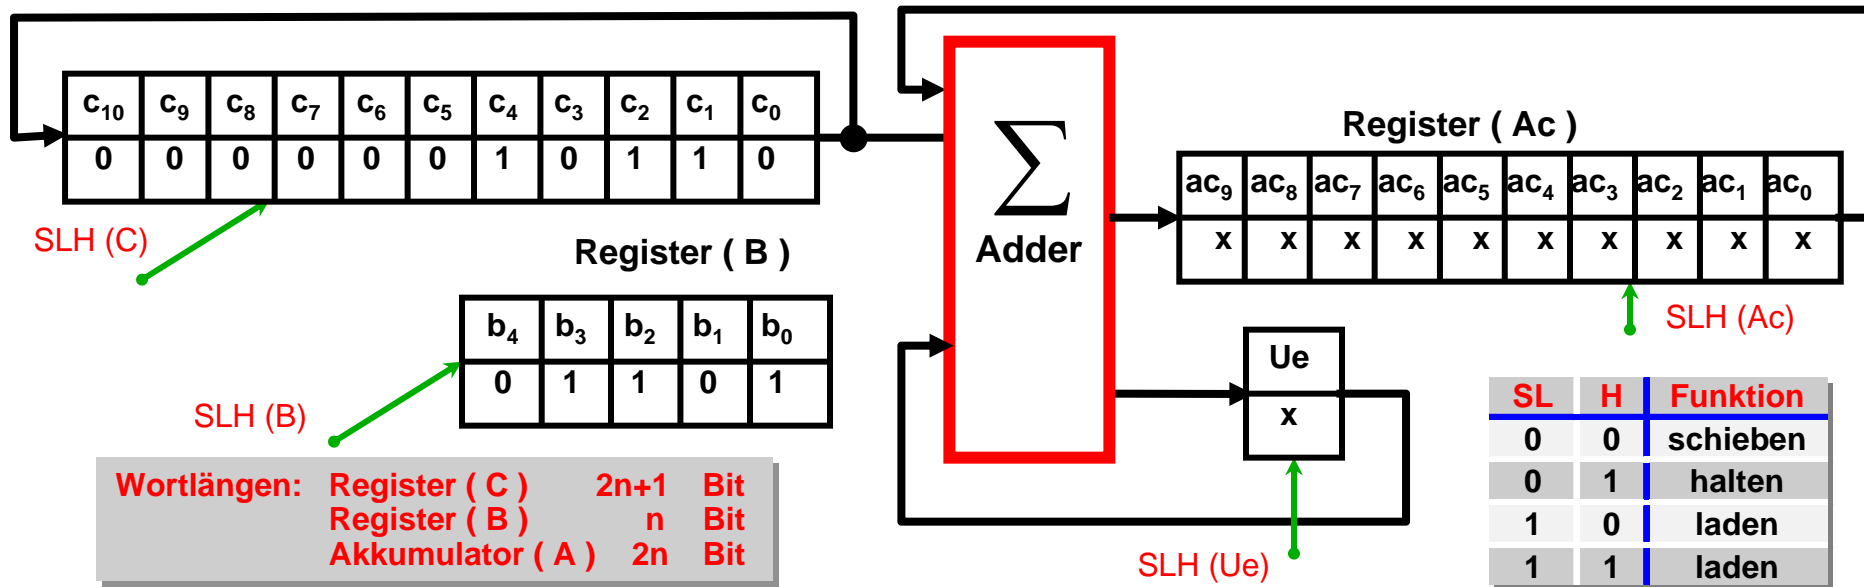 c10 c9 c8 c7 c6 c5 c4 c3 c2 c1 c0
0 0 0 0 0 0 1 0 1 1 0
SLH (C)
Register ( B )
b4 b3 b2 b1 b0
0 1 1 0 1
SLH (B)
Wortlängen: Register ( C ) 2n+1 Bit
Register ( B ) n Bit
Akkumulator ( A ) 2n Bit
∑
Adder
Register ( Ac )
ac9 ac8 ac7 ac6 ac5 ac4 ac3 ac2 ac1 ac0
x x x x x x x x x x
SLH (Ac)
Ue
x
SLH (Ue)
SL H Funktion
0 0 schieben
0 1 halten
1 0 laden
1 1 laden